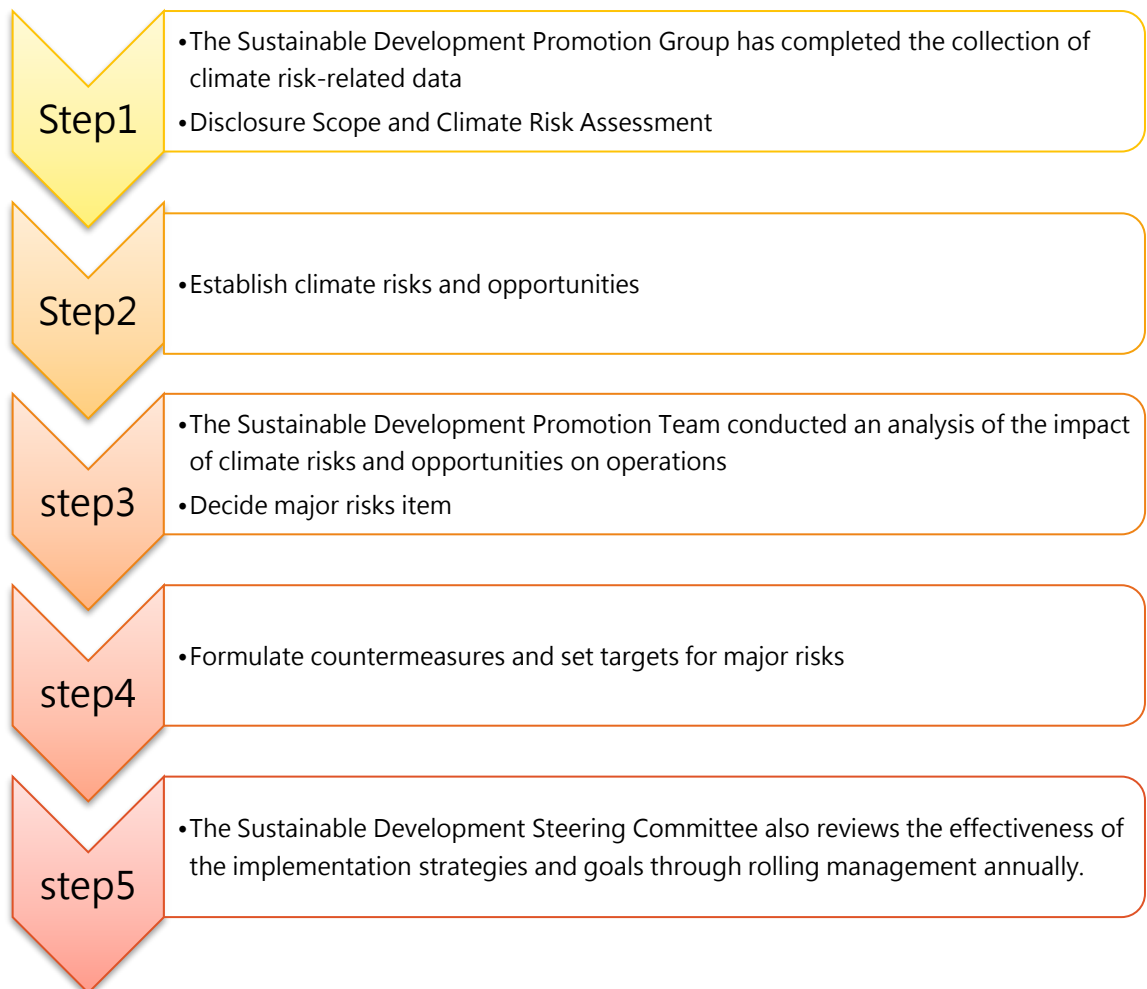 Step1
•The Sustainable Development Promotion Group has completed the collection of
climate risk-related data
•Disclosure Scope and Climate Risk Assessment
Step2
•Establish climate risks and opportunities
step3
•The Sustainable Development Promotion Team conducted an analysis of the impact
of climate risks and opportunities on operations
•Decide major risks item
step4
•Formulate countermeasures and set targets for major risks
step5
•The Sustainable Development Steering Committee also reviews the effectiveness of
the implementation strategies and goals through rolling management annually.